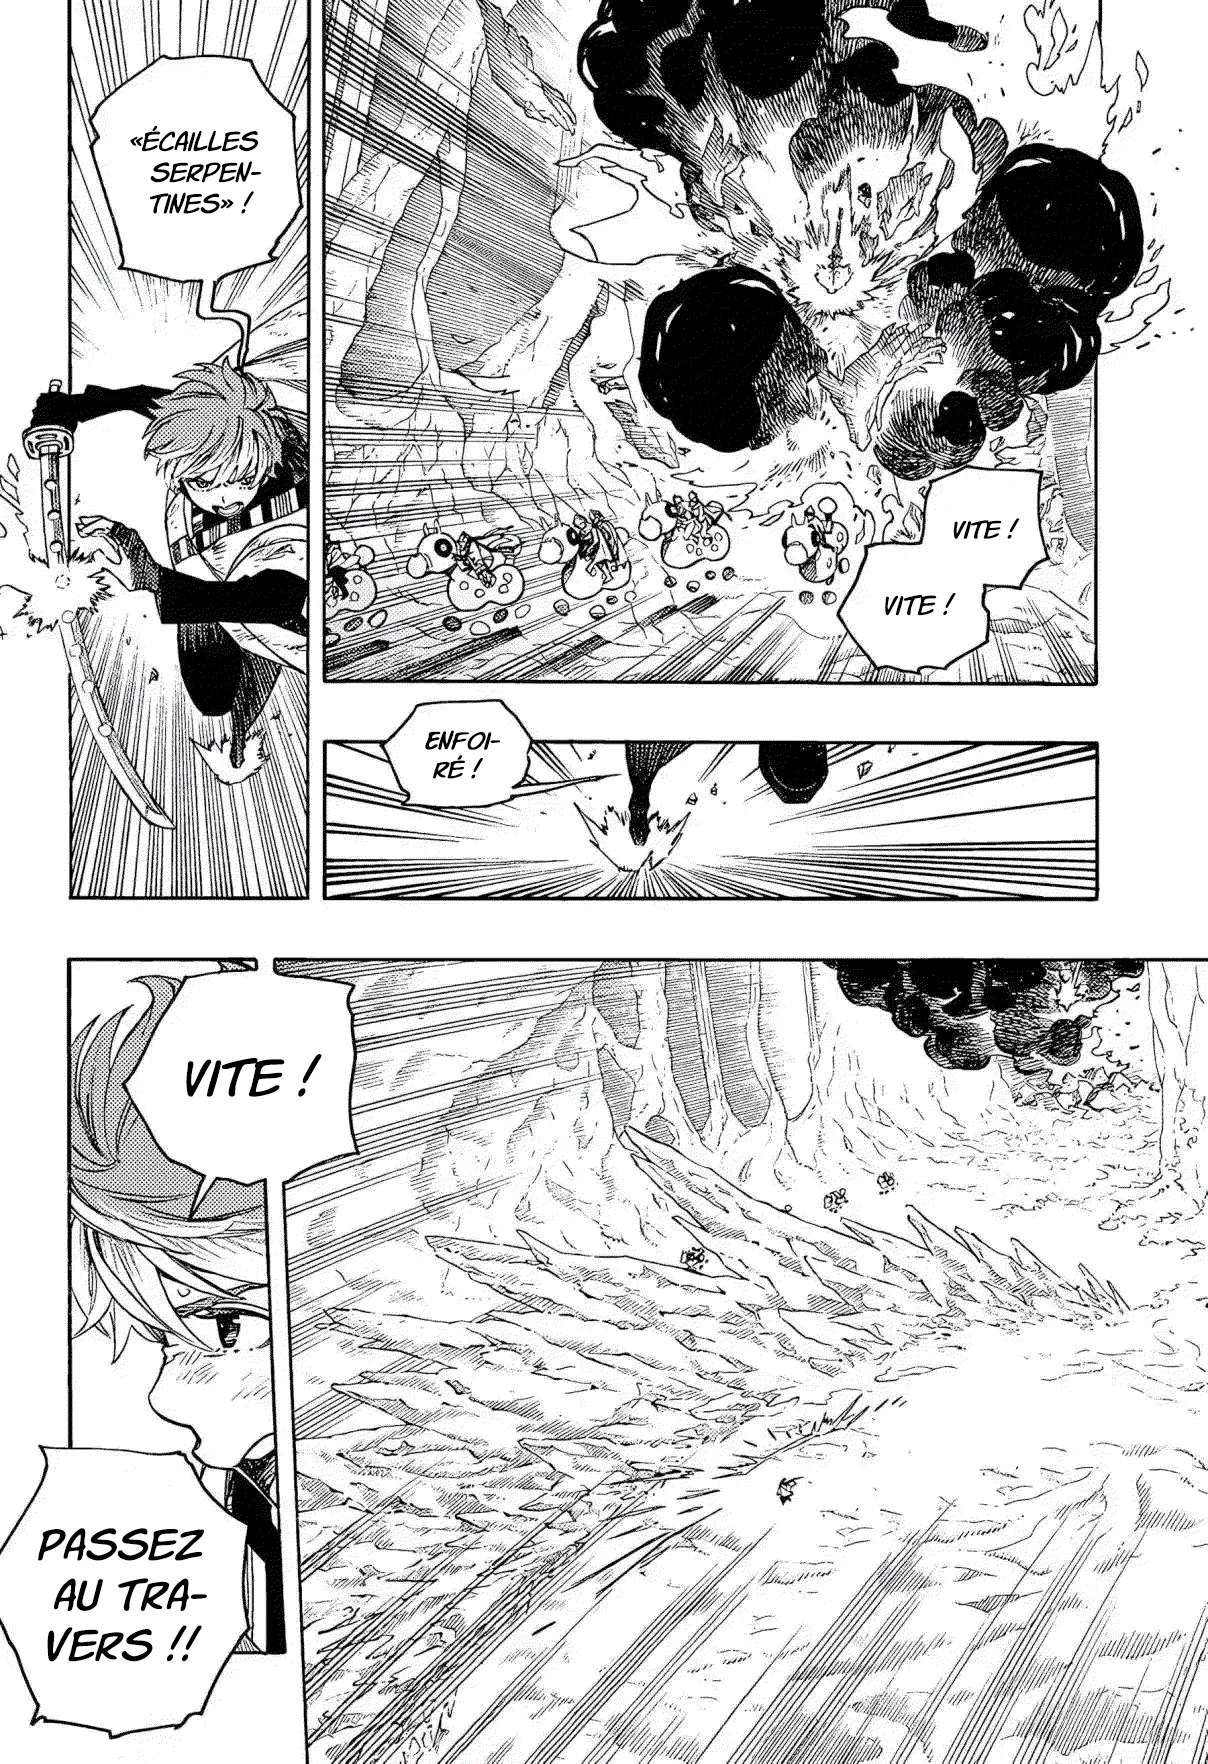 VITE !
VITE !
ENFOI-
RÉ !
«ÉCAILLES
SERPEN-
TINES» !
VITE !
PASSEZ
AU TRA-
VERS !!